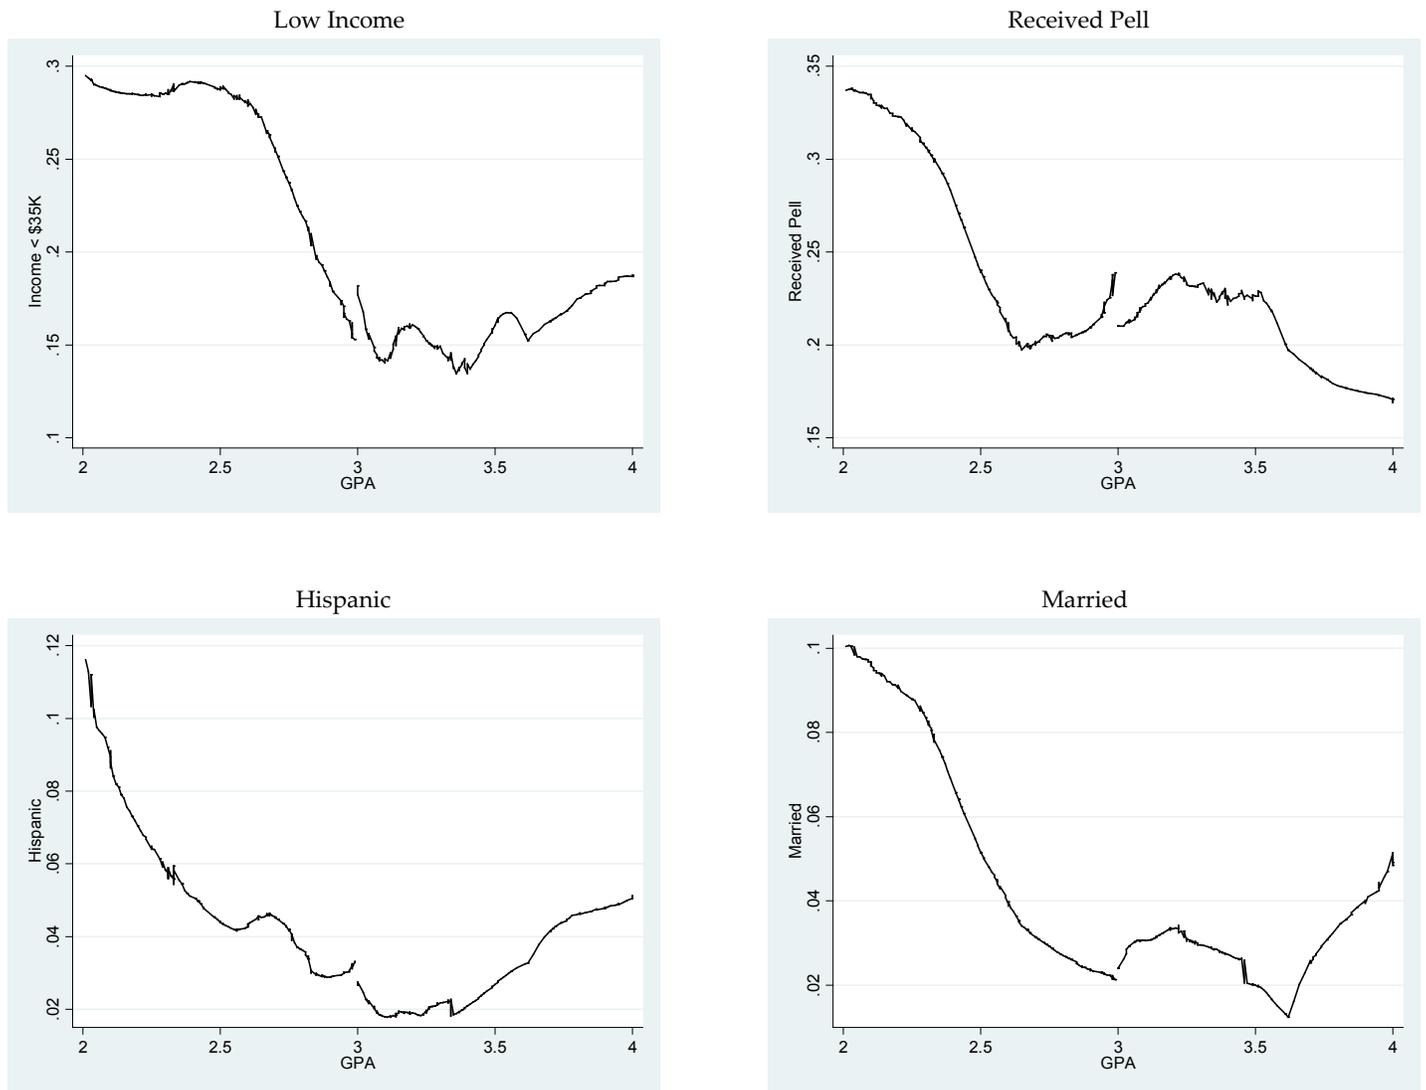 Low Income
.3
.25
.2
.15
.1
Income < $35K
2 2.5 3 3.5 4
GPA
Received Pell
.35
.3
.25
.2
.15
Received Pell
2 2.5 3 3.5 4
GPA
Hispanic
.12
.1
.08
.06
.04
.02
Hispanic
2 2.5 3 3.5 4
GPA
Married
.1
.08
.06
.04
.02
Married
2 2.5 3 3.5 4
GPA